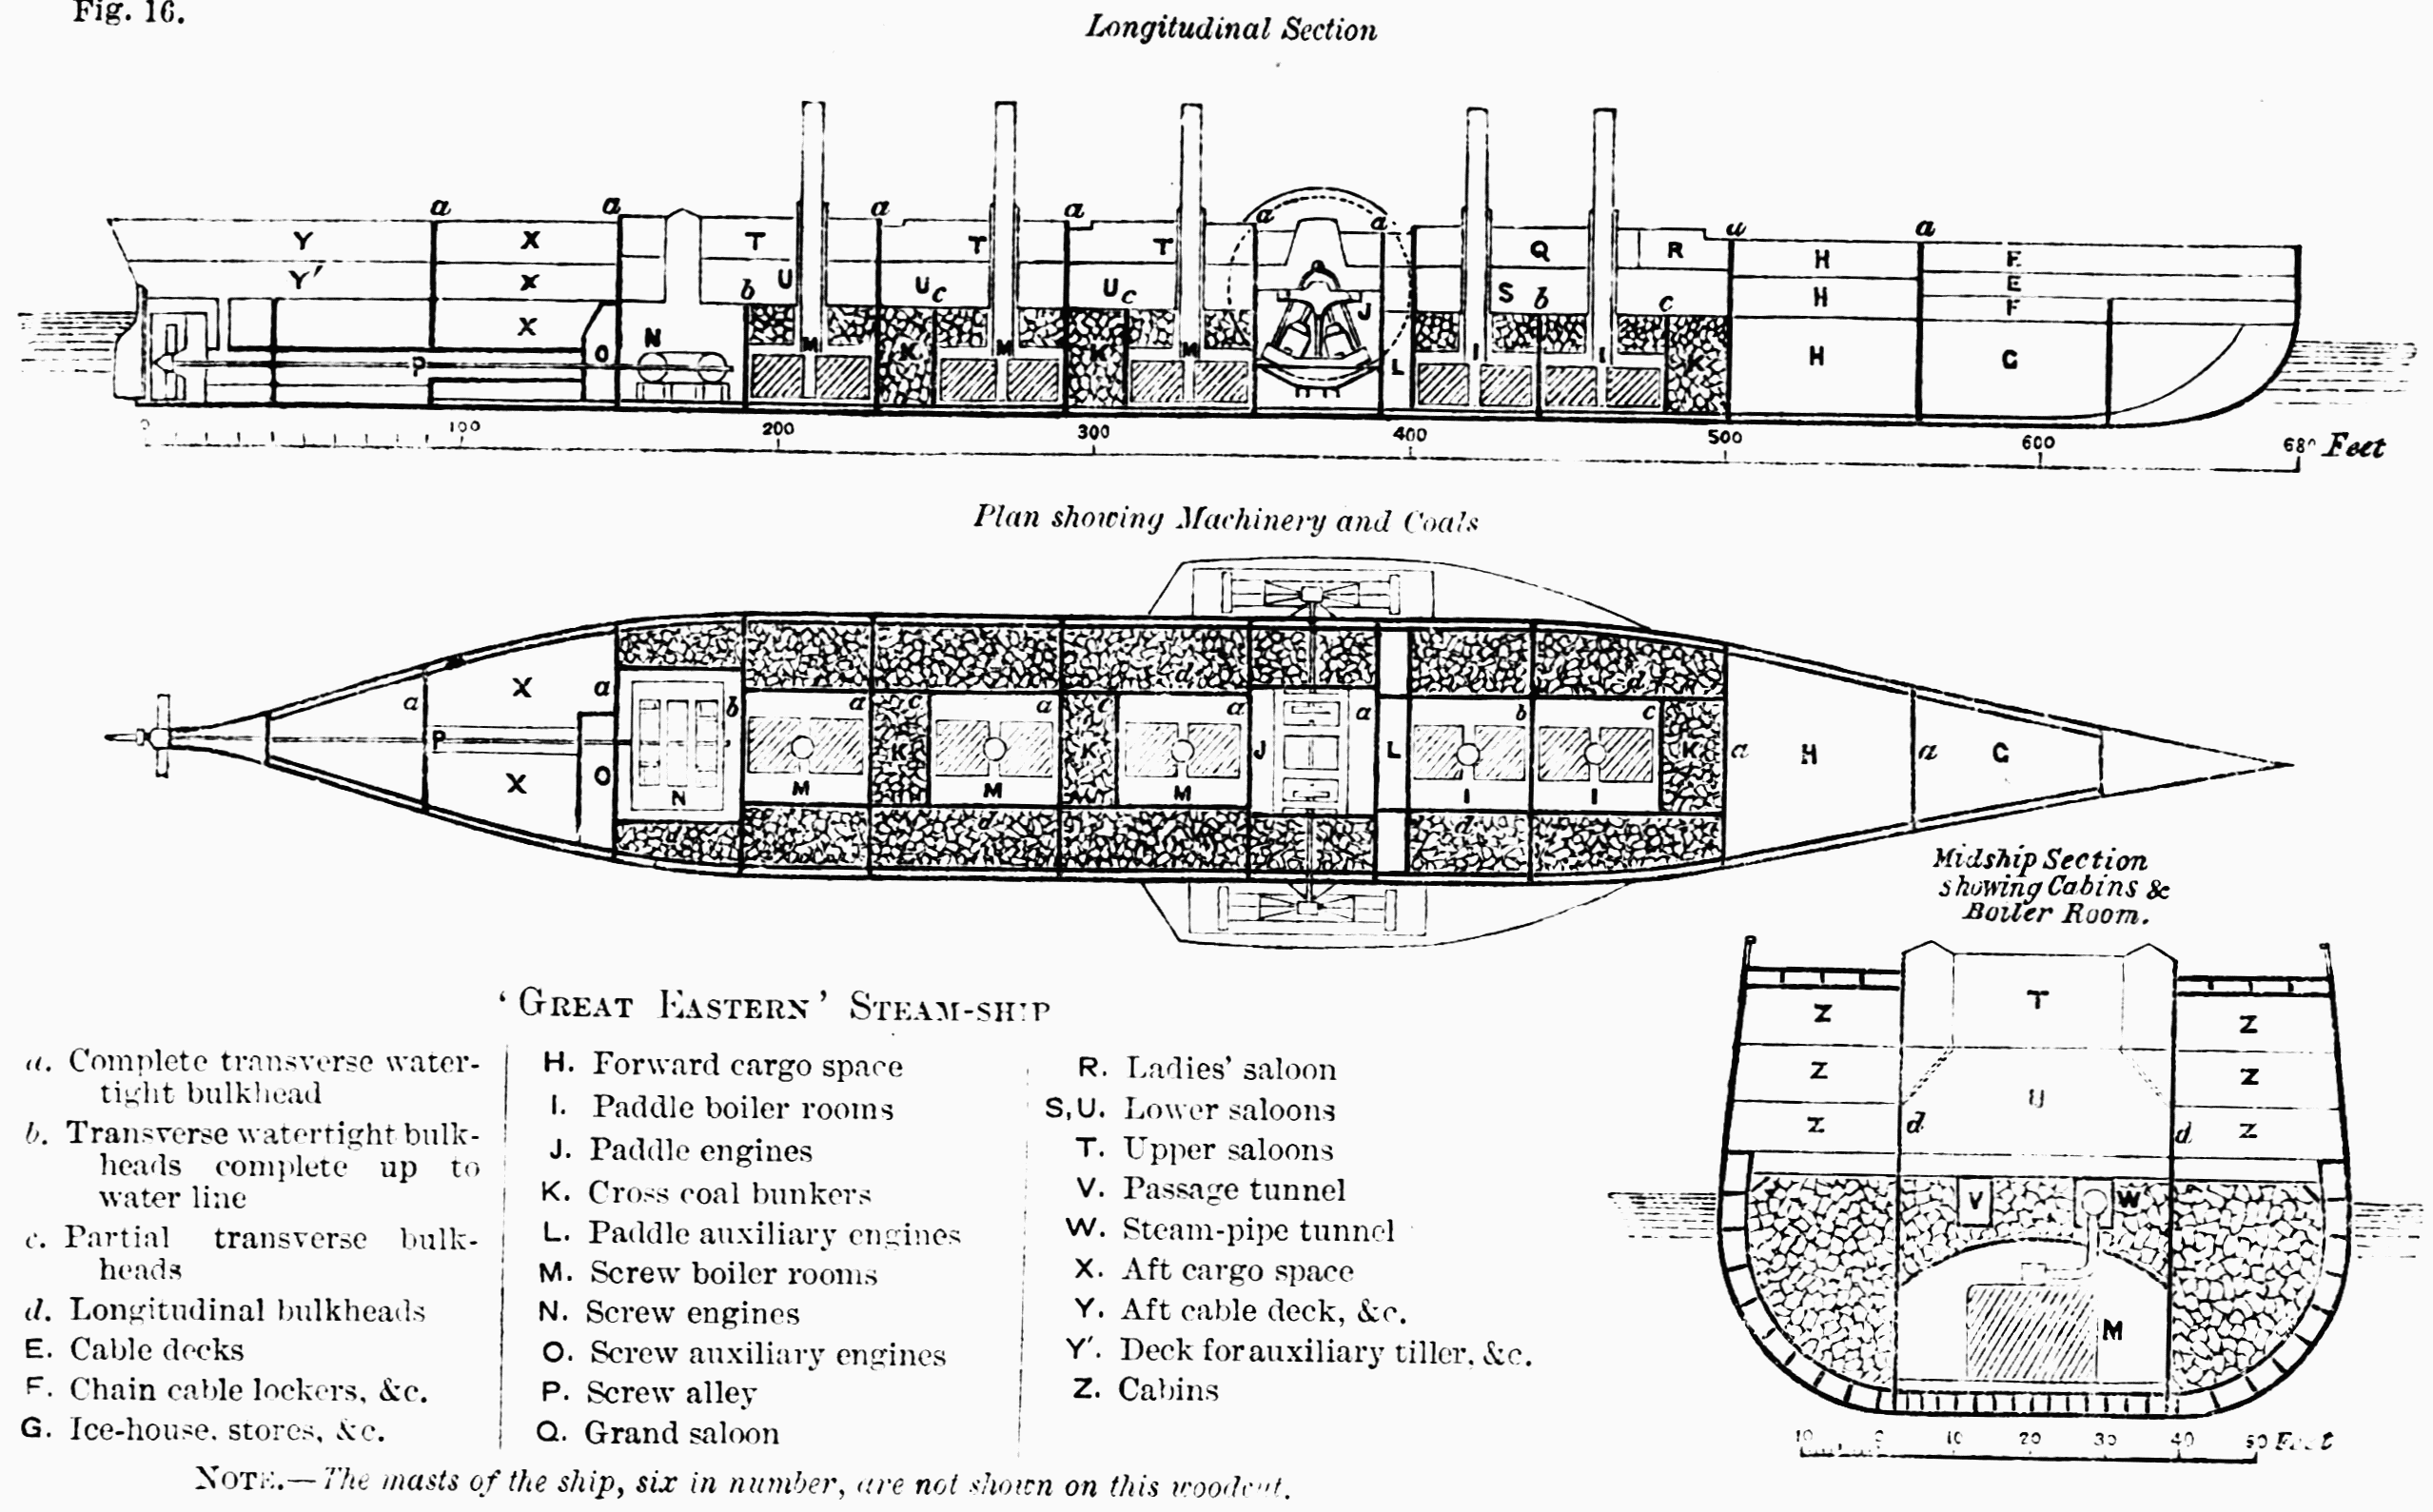 Fig. 16.
Longitudinal Section
a a a a a a a a
Y X T T T Q R H E
Y' X b U U c U c S b c H E
F
X N M K M K M J I I K H G
P O L
0 100 200 300 400 500 600 680 Feet
Plan showing Machinery and Coals
d d
X a b a c a c a a b c
P K K J L K a H a G
X O N M M M I I
d d
Midship Section
showing Cabins &
Boiler Room.
Z T Z
Z U Z
Z d d Z
V W
M
10 0 10 20 30 40 50 Feet
'GREAT EASTERN' STEAM-SHIP
a. Complete transverse water-
tight bulkhead
b. Transverse watertight bulk-
heads complete up to
water line
c. Partial transverse bulk-
heads
d. Longitudinal bulkheads
E. Cable decks
F. Chain cable lockers, &c.
G. Ice-house, stores, &c.
H. Forward cargo space
I. Paddle boiler rooms
J. Paddle engines
K. Cross coal bunkers
L. Paddle auxiliary engines
M. Screw boiler rooms
N. Screw engines
O. Screw auxiliary engines
P. Screw alley
Q. Grand saloon
R. Ladies' saloon
S, U. Lower saloons
T. Upper saloons
V. Passage tunnel
W. Steam-pipe tunnel
X. Aft cargo space
Y. Aft cable deck, &c.
Y'. Deck for auxiliary tiller, &c.
Z. Cabins
NOTE.—The masts of the ship, six in number, are not shown on this woodcut.